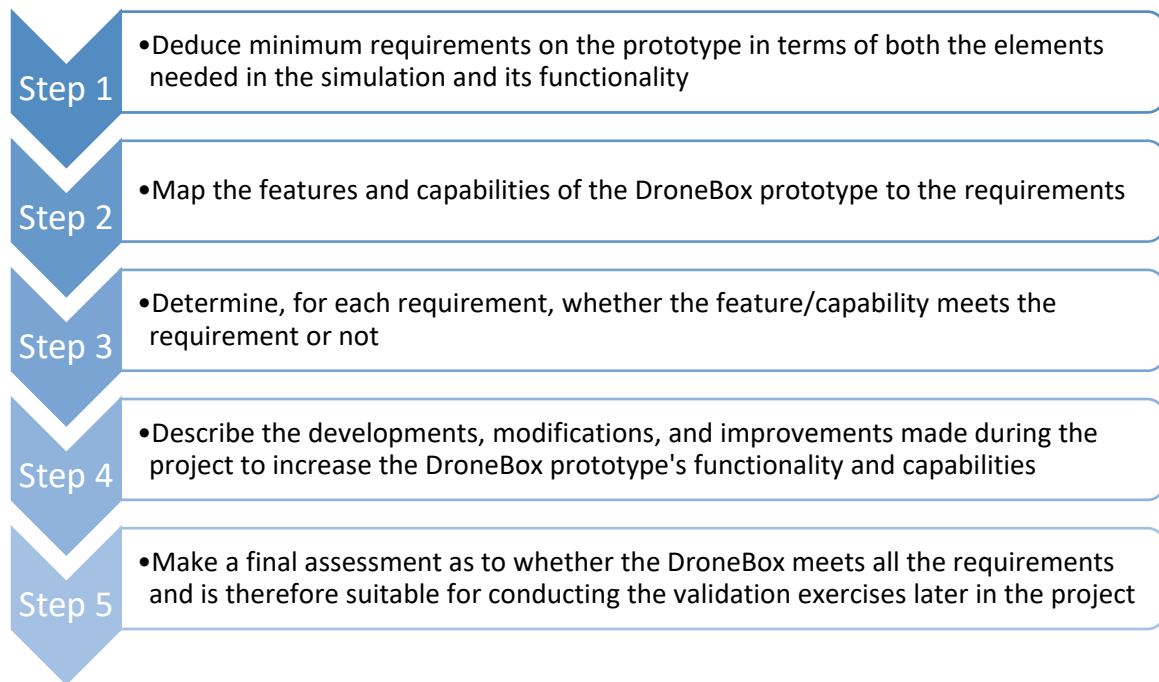 Step 1
•Deduce minimum requirements on the prototype in terms of both the elements
needed in the simulation and its functionality
Step 2
•Map the features and capabilities of the DroneBox prototype to the requirements
Step 3
•Determine, for each requirement, whether the feature/capability meets the
requirement or not
Step 4
•Describe the developments, modifications, and improvements made during the
project to increase the DroneBox prototype's functionality and capabilities
Step 5
•Make a final assessment as to whether the DroneBox meets all the requirements
and is therefore suitable for conducting the validation exercises later in the project